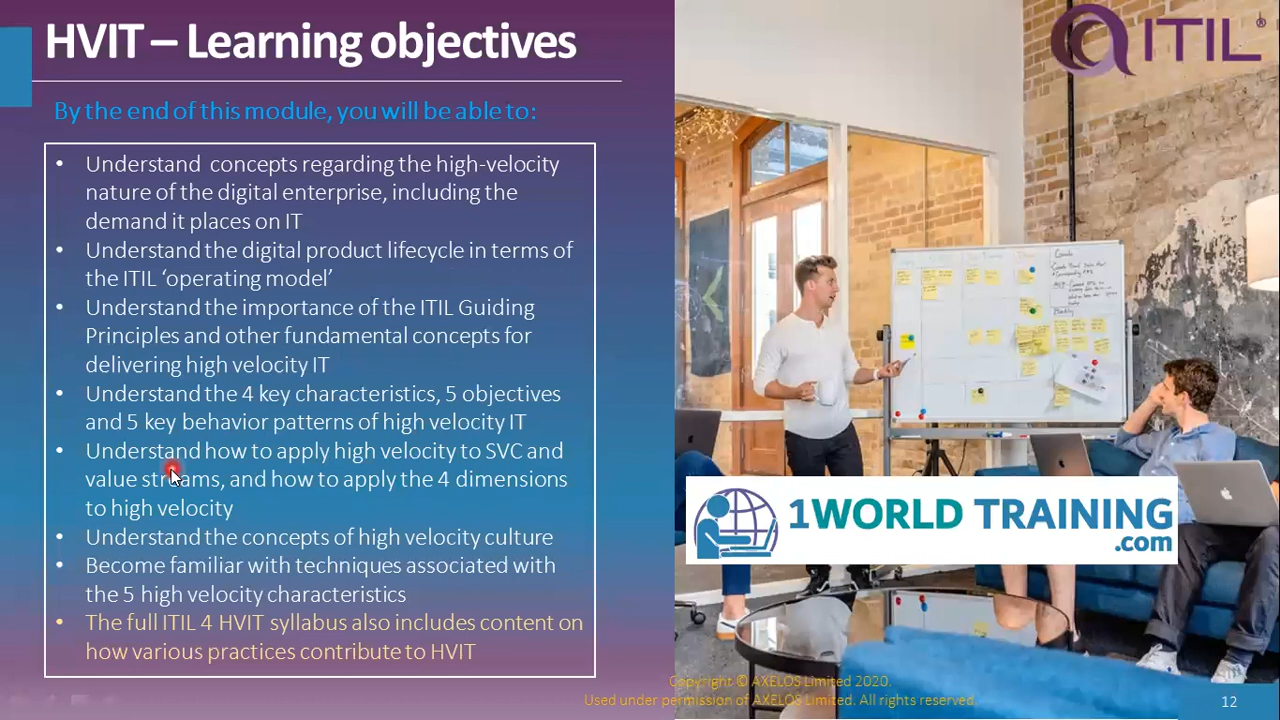 HVIT – Learning objectives
ITIL®
By the end of this module, you will be able to:
• Understand concepts regarding the high-velocity
nature of the digital enterprise, including the
demand it places on IT
• Understand the digital product lifecycle in terms of
the ITIL ‘operating model’
• Understand the importance of the ITIL Guiding
Principles and other fundamental concepts for
delivering high velocity IT
• Understand the 4 key characteristics, 5 objectives
and 5 key behavior patterns of high velocity IT
• Understand how to apply high velocity to SVC and
value streams, and how to apply the 4 dimensions
to high velocity
• Understand the concepts of high velocity culture
• Become familiar with techniques associated with
the 5 high velocity characteristics
• The full ITIL 4 HVIT syllabus also includes content on
how various practices contribute to HVIT
1WORLD TRAINING
.com
Copyright © AXELOS Limited 2020.
Used under permission of AXELOS Limited. All rights reserved.
12